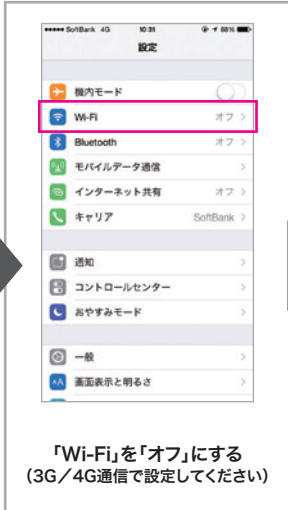 ●●●●● SoftBank 4G 10:31 88%
設定
機内モード
Wi-Fi オフ >
Bluetooth オフ >
モバイルデータ通信 >
インターネット共有 オフ >
キャリア SoftBank >
通知 >
コントロールセンター >
おやすみモード >
一般 >
AA 画面表示と明るさ >
「Wi-Fi」を「オフ」にする
(3G/4G通信で設定してください)